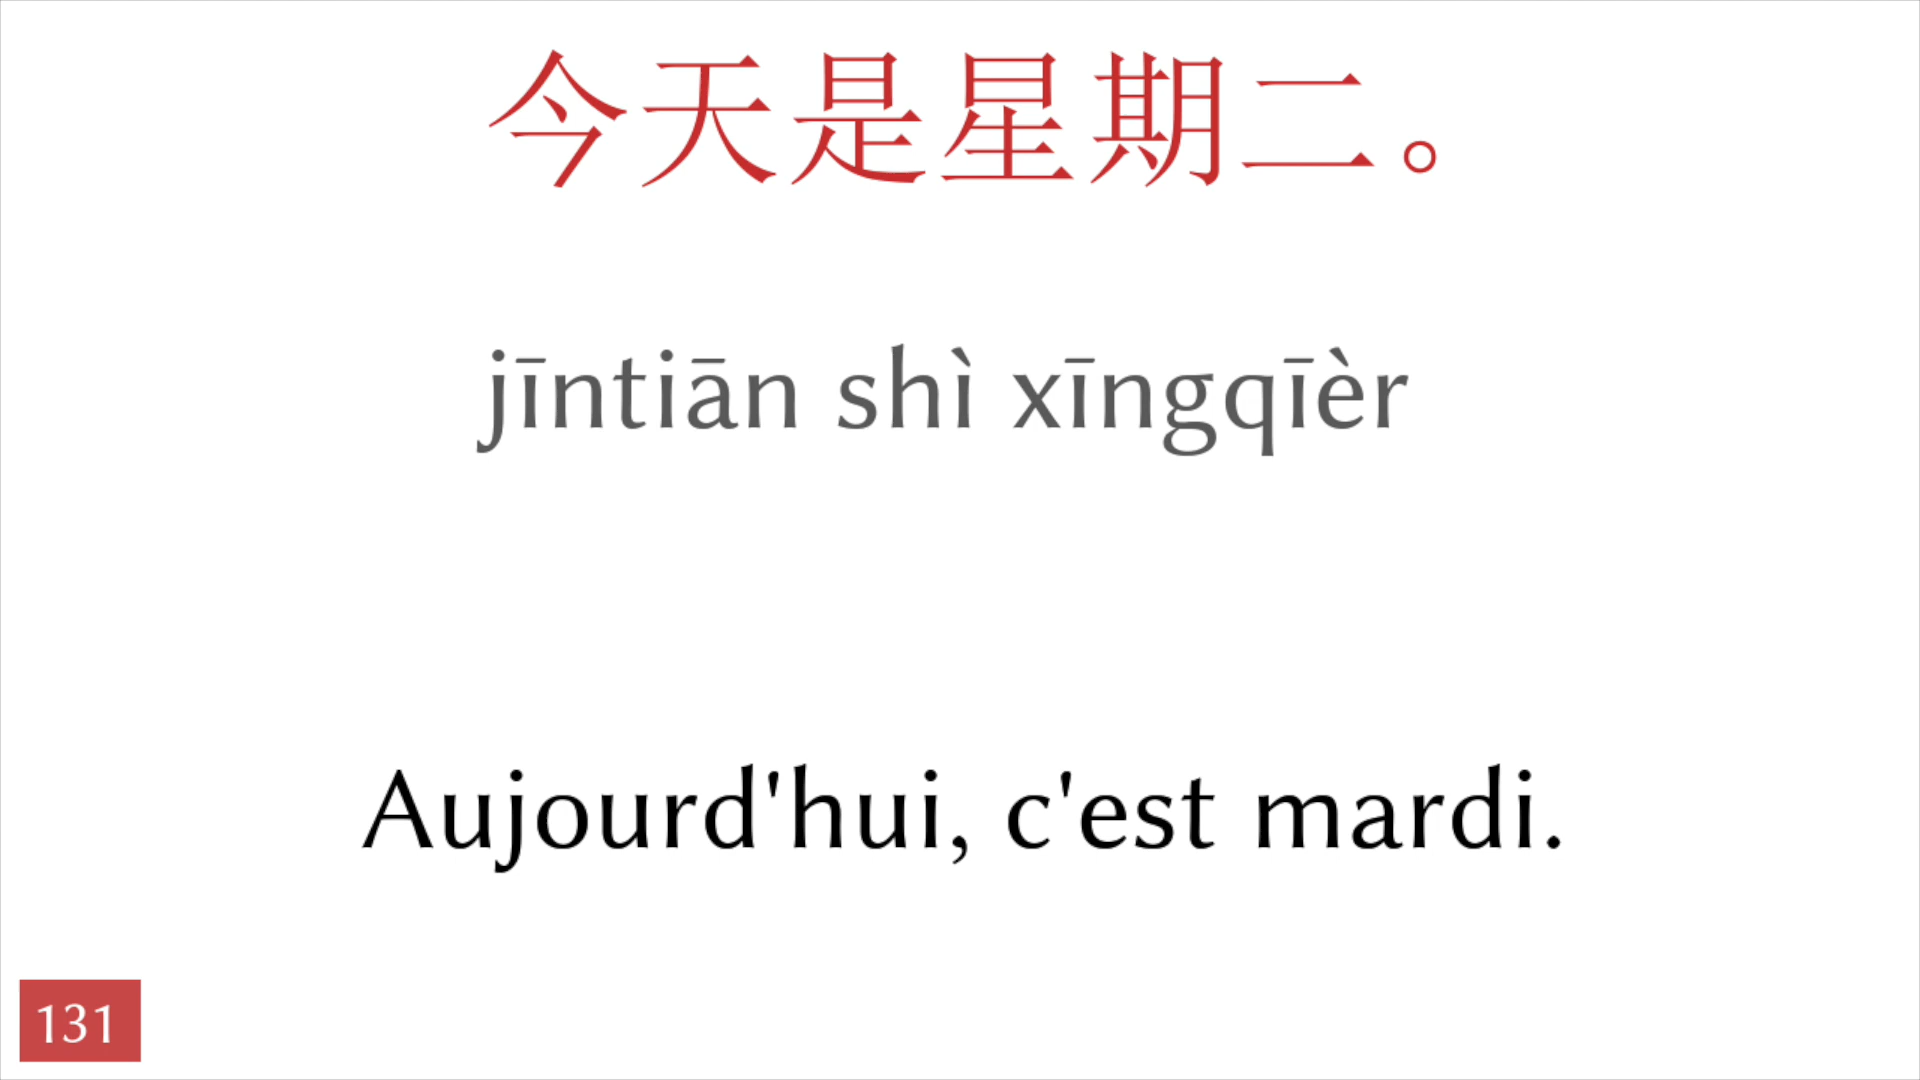 今天是星期二。
jīntiān shì xīngqīèr
Aujourd'hui, c'est mardi.
131